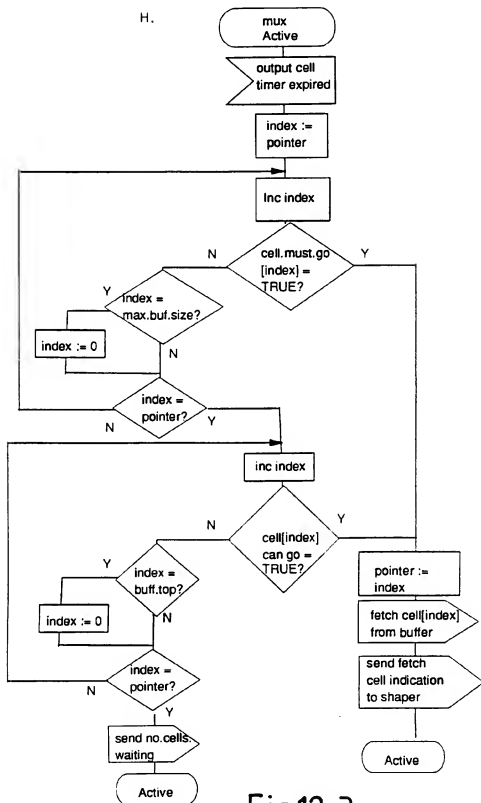 H.
mux
Active
output cell
timer expired
index :=
pointer
Inc index
N
cell.must.go
[index] =
TRUE?
Y
Y
index =
max.buf.size?
index := 0
N
index =
pointer?
N
Y
inc index
N
Y
cell[index]
can go =
TRUE?
Y
index =
buff.top?
pointer :=
index
index := 0
N
fetch cell[index]
from buffer
index =
pointer?
send fetch
cell indication
to shaper
N
Y
send no.cells.
waiting
Active
Active